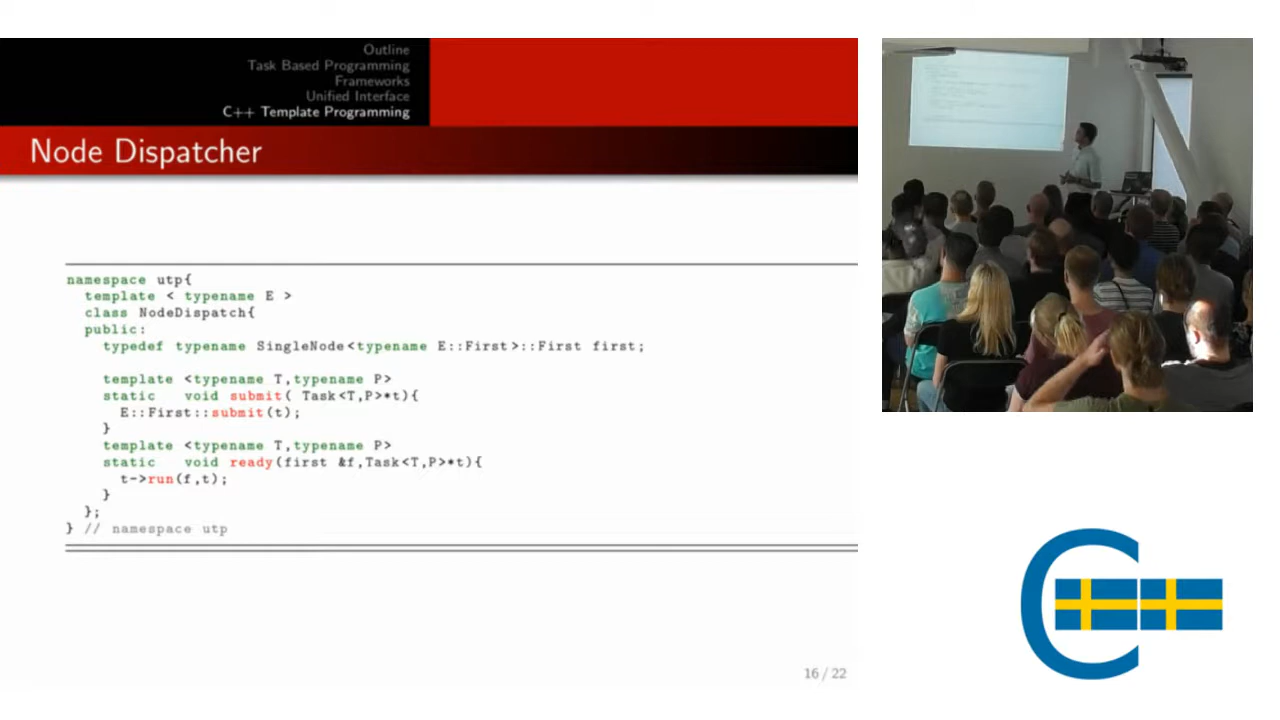 Outline
Task Based Programming
Frameworks
Unified Interface
C++ Template Programming
Node Dispatcher
namespace utp{
template < typename E >
class NodeDispatch{
public:
typedef typename SingleNode<typename E::First>::First first;
template <typename T,typename P>
static void submit( Task<T,P>*t){
E::First::submit(t);
}
template <typename T,typename P>
static void ready(first &f,Task<T,P>*t){
t->run(f,t);
}
};
} // namespace utp
16 / 22
C